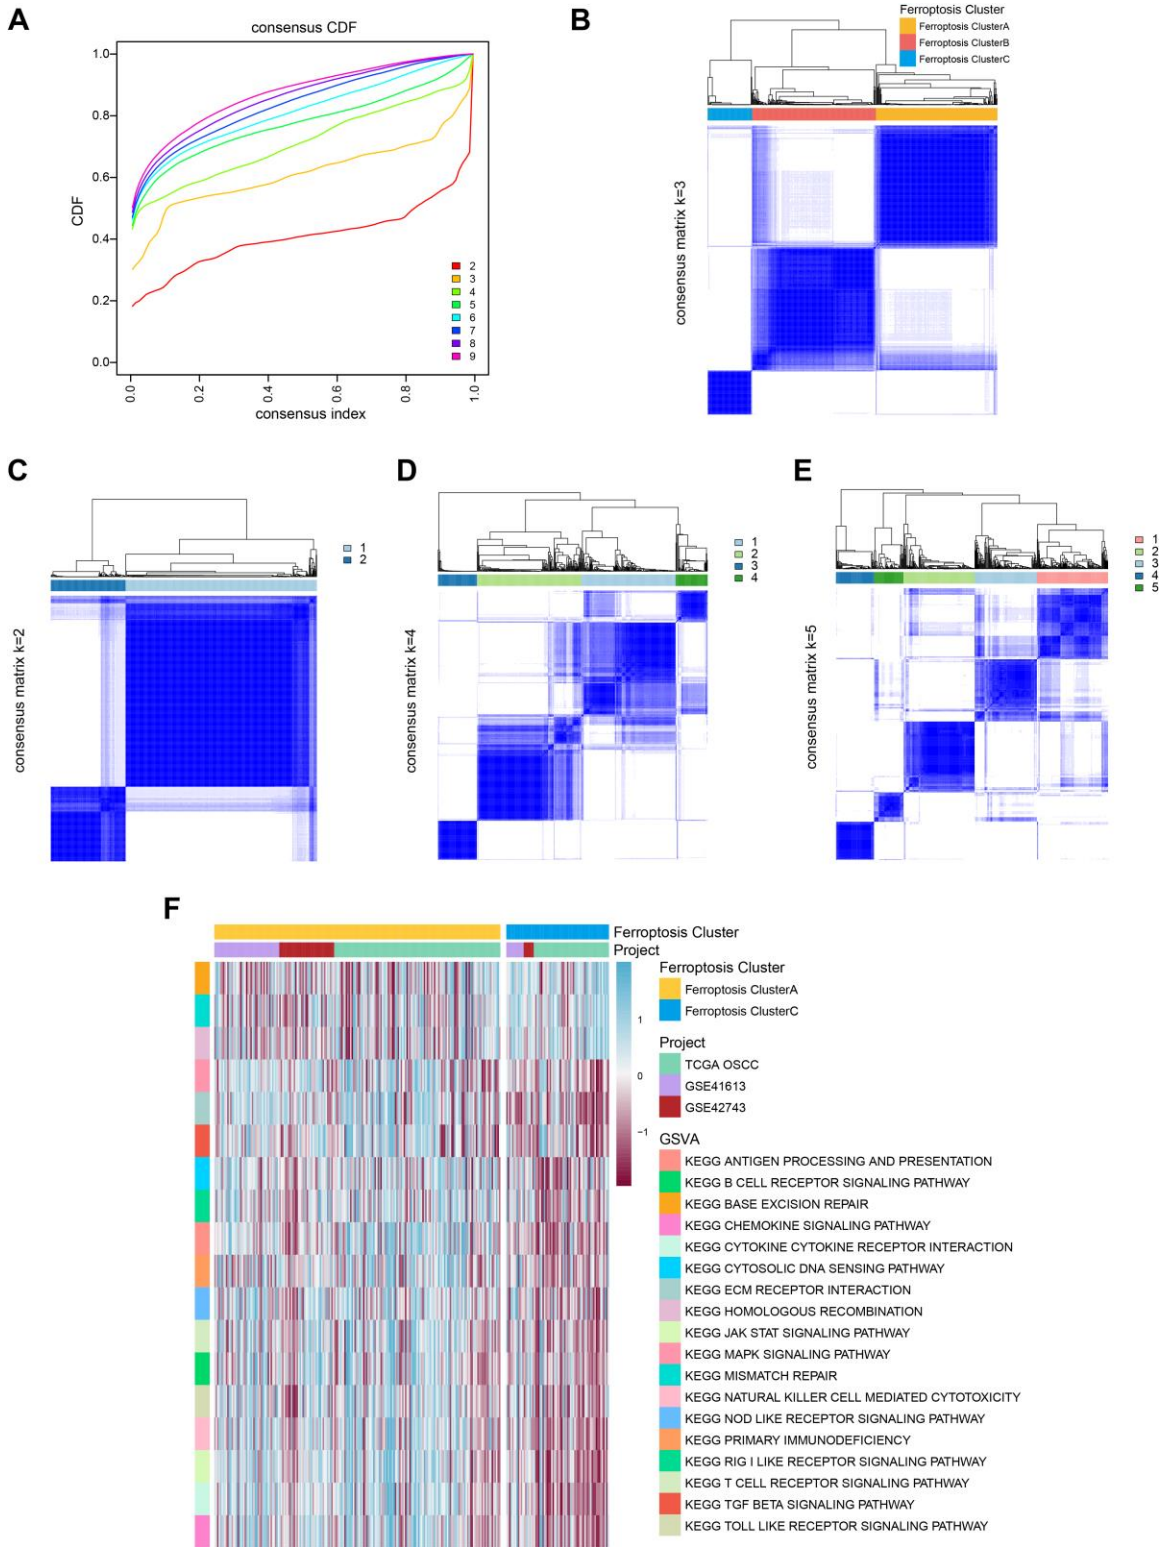 A
consensus CDF
CDF
1.0
0.8
0.6
0.4
0.2
0.0
2
3
4
5
6
7
8
9
0.0
0.2
0.4
0.6
0.8
1.0
consensus index
B
Ferroptosis Cluster
Ferroptosis ClusterA
Ferroptosis ClusterB
Ferroptosis ClusterC
consensus matrix k=3
C
1
2
consensus matrix k=2
D
1
2
3
4
consensus matrix k=4
E
1
2
3
4
5
consensus matrix k=5
F
Ferroptosis Cluster
Project
1
0
−1
Ferroptosis Cluster
Ferroptosis ClusterA
Ferroptosis ClusterC
Project
TCGA OSCC
GSE41613
GSE42743
GSVA
KEGG ANTIGEN PROCESSING AND PRESENTATION
KEGG B CELL RECEPTOR SIGNALING PATHWAY
KEGG BASE EXCISION REPAIR
KEGG CHEMOKINE SIGNALING PATHWAY
KEGG CYTOKINE CYTOKINE RECEPTOR INTERACTION
KEGG CYTOSOLIC DNA SENSING PATHWAY
KEGG ECM RECEPTOR INTERACTION
KEGG HOMOLOGOUS RECOMBINATION
KEGG JAK STAT SIGNALING PATHWAY
KEGG MAPK SIGNALING PATHWAY
KEGG MISMATCH REPAIR
KEGG NATURAL KILLER CELL MEDIATED CYTOTOXICITY
KEGG NOD LIKE RECEPTOR SIGNALING PATHWAY
KEGG PRIMARY IMMUNODEFICIENCY
KEGG RIG I LIKE RECEPTOR SIGNALING PATHWAY
KEGG T CELL RECEPTOR SIGNALING PATHWAY
KEGG TGF BETA SIGNALING PATHWAY
KEGG TOLL LIKE RECEPTOR SIGNALING PATHWAY